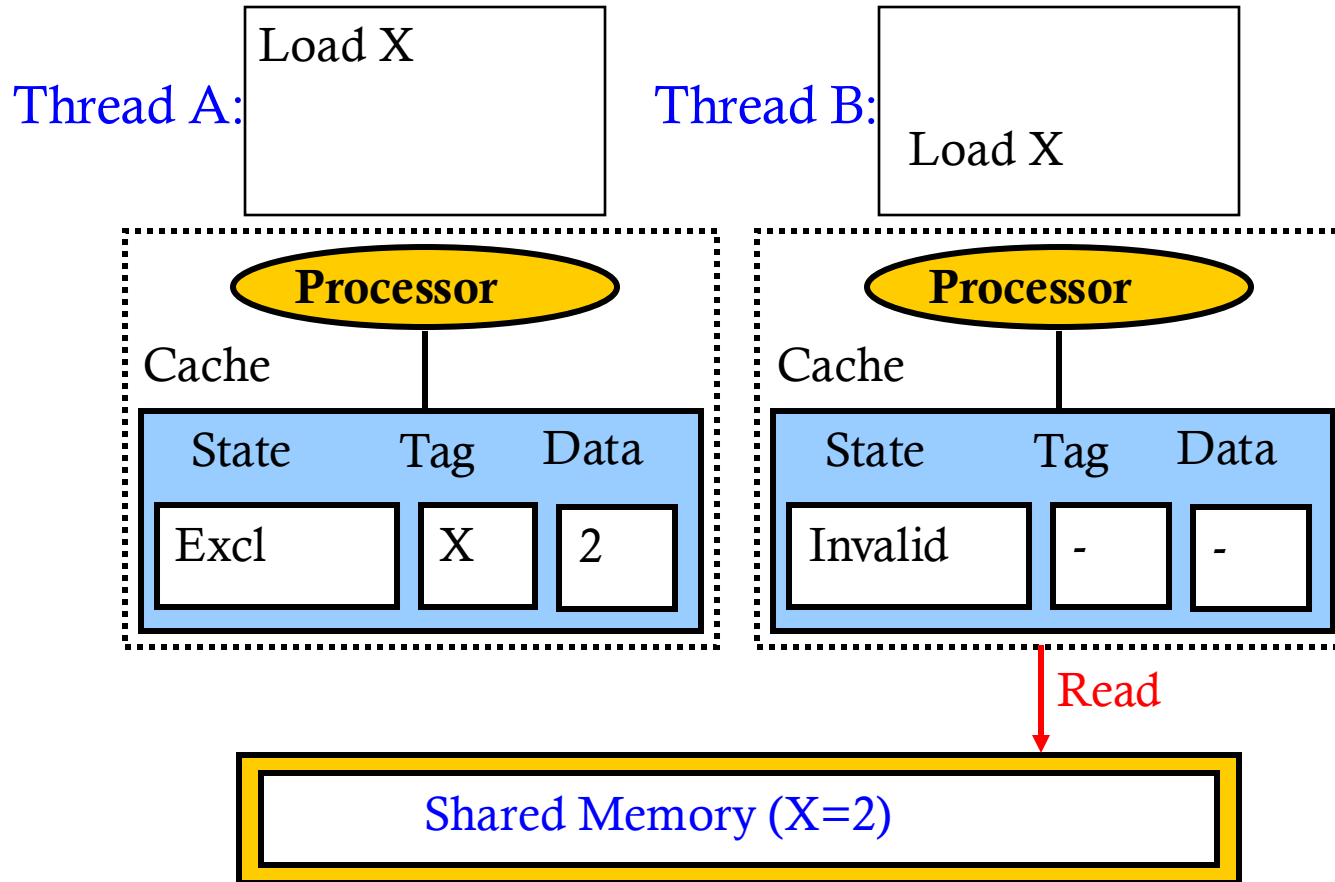 Load X
Thread A:
Thread B:
Load X
Processor
Processor
Cache
Cache
State Tag Data
State Tag Data
Excl X 2
Invalid - -
Read
Shared Memory (X=2)